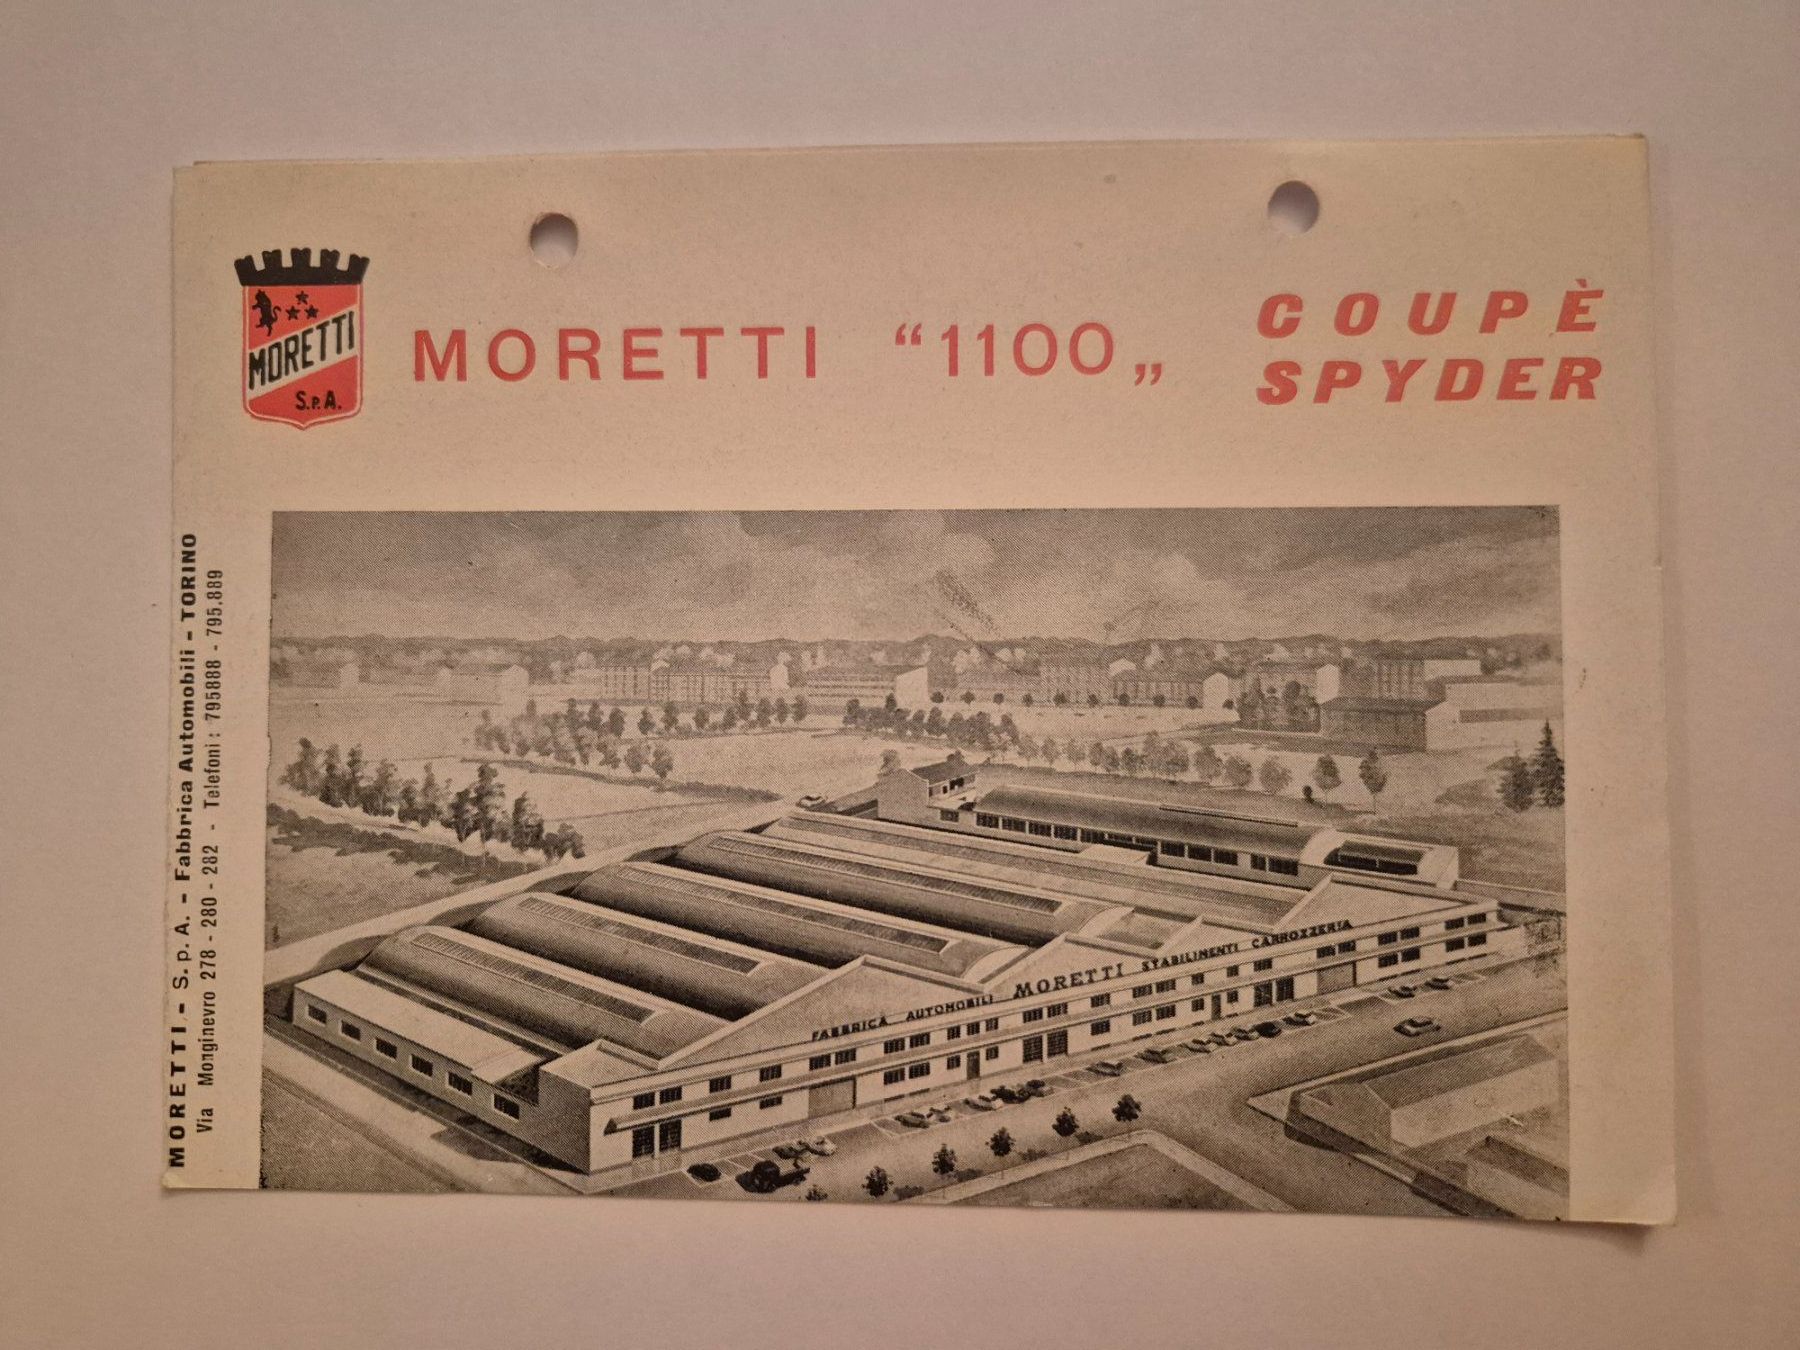 MORETTI
S.P.A.
MORETTI "1100„
COUPÈ
SPYDER
MORETTI - S.p.A. - Fabbrica Automobili - TORINO
Via Monginevro 278 - 280 - 282 - Telefoni: 795888 - 795.889
FABBRICA AUTOMOBILI MORETTI STABILIMENTI CARROZZERIA